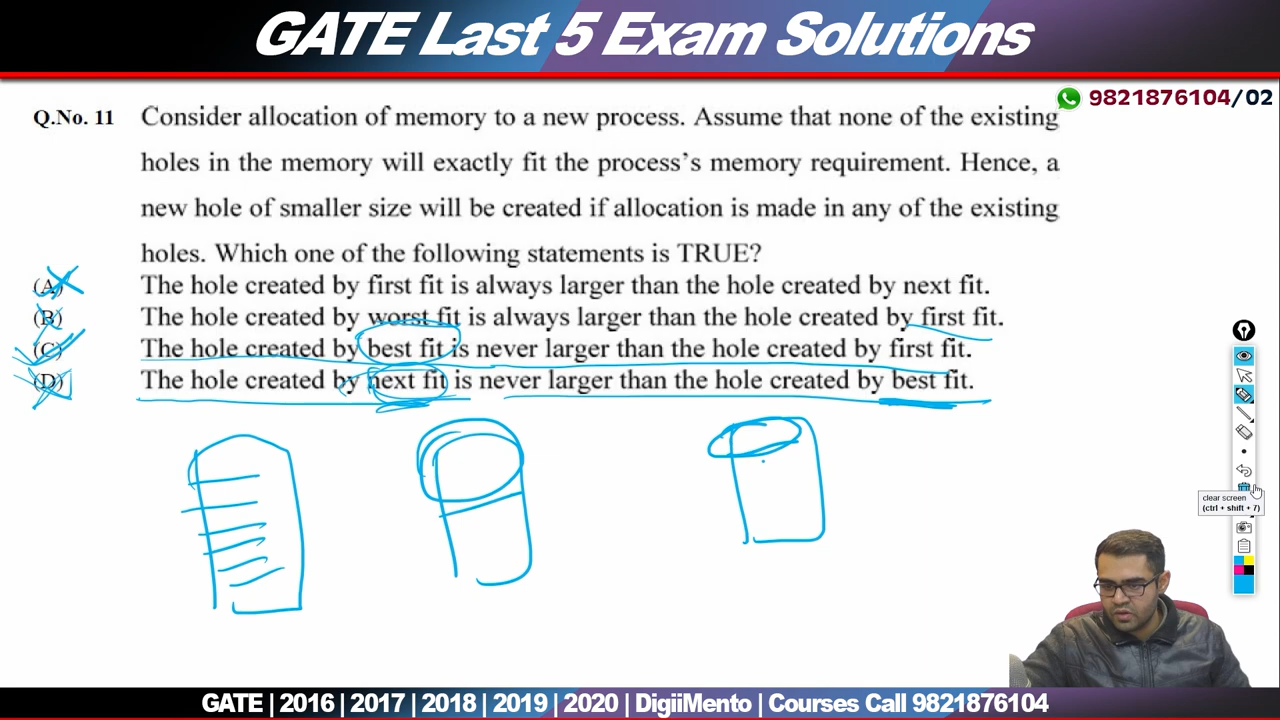 GATE Last 5 Exam Solutions
9821876104/02
Q.No. 11 Consider allocation of memory to a new process. Assume that none of the existing
holes in the memory will exactly fit the process's memory requirement. Hence, a
new hole of smaller size will be created if allocation is made in any of the existing
holes. Which one of the following statements is TRUE?
(A) The hole created by first fit is always larger than the hole created by next fit.
(B) The hole created by worst fit is always larger than the hole created by first fit.
(C) The hole created by best fit is never larger than the hole created by first fit.
(D) The hole created by next fit is never larger than the hole created by best fit.
clear screen
(ctrl + shift + 7)
GATE | 2016 | 2017 | 2018 | 2019 | 2020 | DigiiMento | Courses Call 9821876104